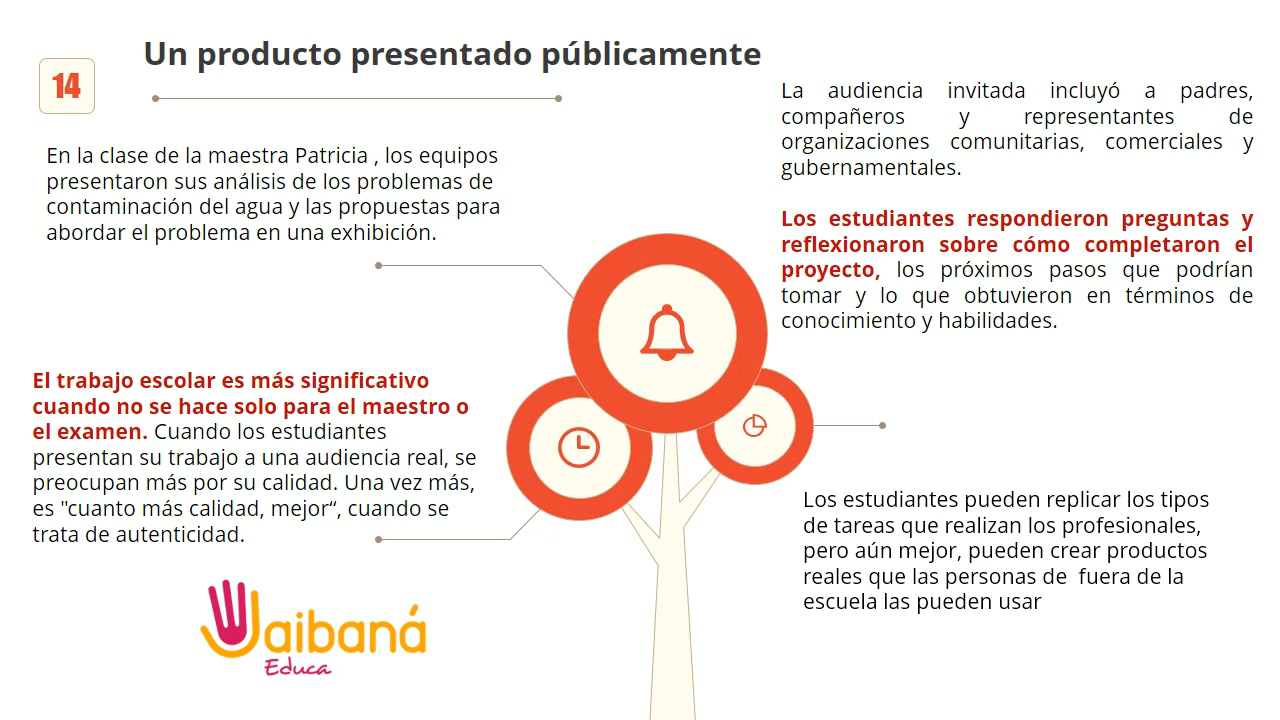 Un producto presentado públicamente
14
En la clase de la maestra Patricia , los equipos
presentaron sus análisis de los problemas de
contaminación del agua y las propuestas para
abordar el problema en una exhibición.
La audiencia invitada incluyó a padres,
compañeros y representantes de
organizaciones comunitarias, comerciales y
gubernamentales.
Los estudiantes respondieron preguntas y
reflexionaron sobre cómo completaron el
proyecto, los próximos pasos que podrían
tomar y lo que obtuvieron en términos de
conocimiento y habilidades.
El trabajo escolar es más significativo
cuando no se hace solo para el maestro o
el examen. Cuando los estudiantes
presentan su trabajo a una audiencia real, se
preocupan más por su calidad. Una vez más,
es "cuanto más calidad, mejor“, cuando se
trata de autenticidad.
Los estudiantes pueden replicar los tipos
de tareas que realizan los profesionales,
pero aún mejor, pueden crear productos
reales que las personas de  fuera de la
escuela las pueden usar
Jaibaná
Educa